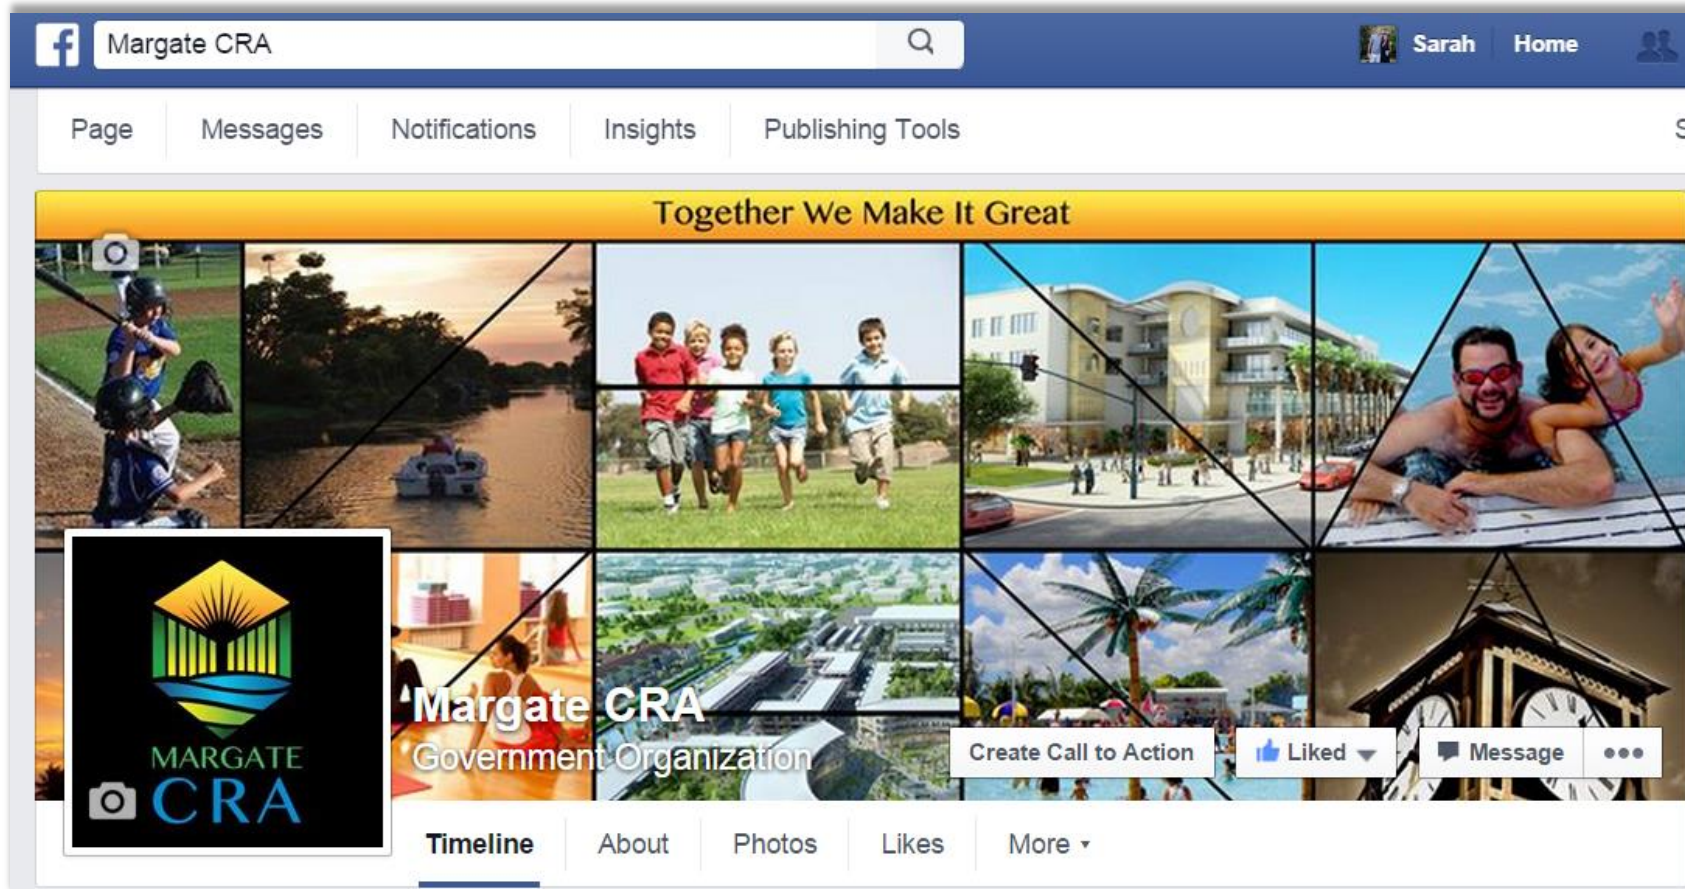 Margate CRA
Sarah Home
Page Messages Notifications Insights Publishing Tools
Together We Make It Great
MARGATE
CRA
Margate CRA
Government Organization
Create Call to Action Liked Message
Timeline About Photos Likes More